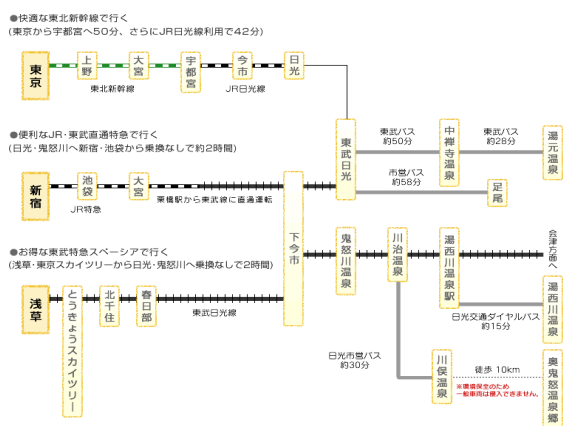 ●快適な東北新幹線で行く
(東京から宇都宮へ50分、さらにJR日光線利用で42分)
東京
上野
大宮
宇都宮
今市
日光
東北新幹線
JR日光線
●便利なJR・東武直通特急で行く
(日光・鬼怒川へ新宿・池袋から乗換なしで約2時間)
新宿
池袋
大宮
JR特急
栗橋駅から東武線に直通運転
東武日光
東武バス
約50分
中禅寺温泉
東武バス
約28分
湯元温泉
市営バス
約58分
足尾
●お得な東武特急スペーシアで行く
(浅草・東京スカイツリーから日光・鬼怒川へ乗換なしで2時間)
浅草
とうきょうスカイツリー
北千住
春日部
東武日光線
下今市
鬼怒川温泉
川治温泉
湯西川温泉駅
会津方面へ
日光交通ダイヤルバス
約15分
湯西川温泉
日光市営バス
約30分
川俣温泉
徒歩 10km
※環境保全のため
一般車両は侵入できません。
奥鬼怒温泉郷